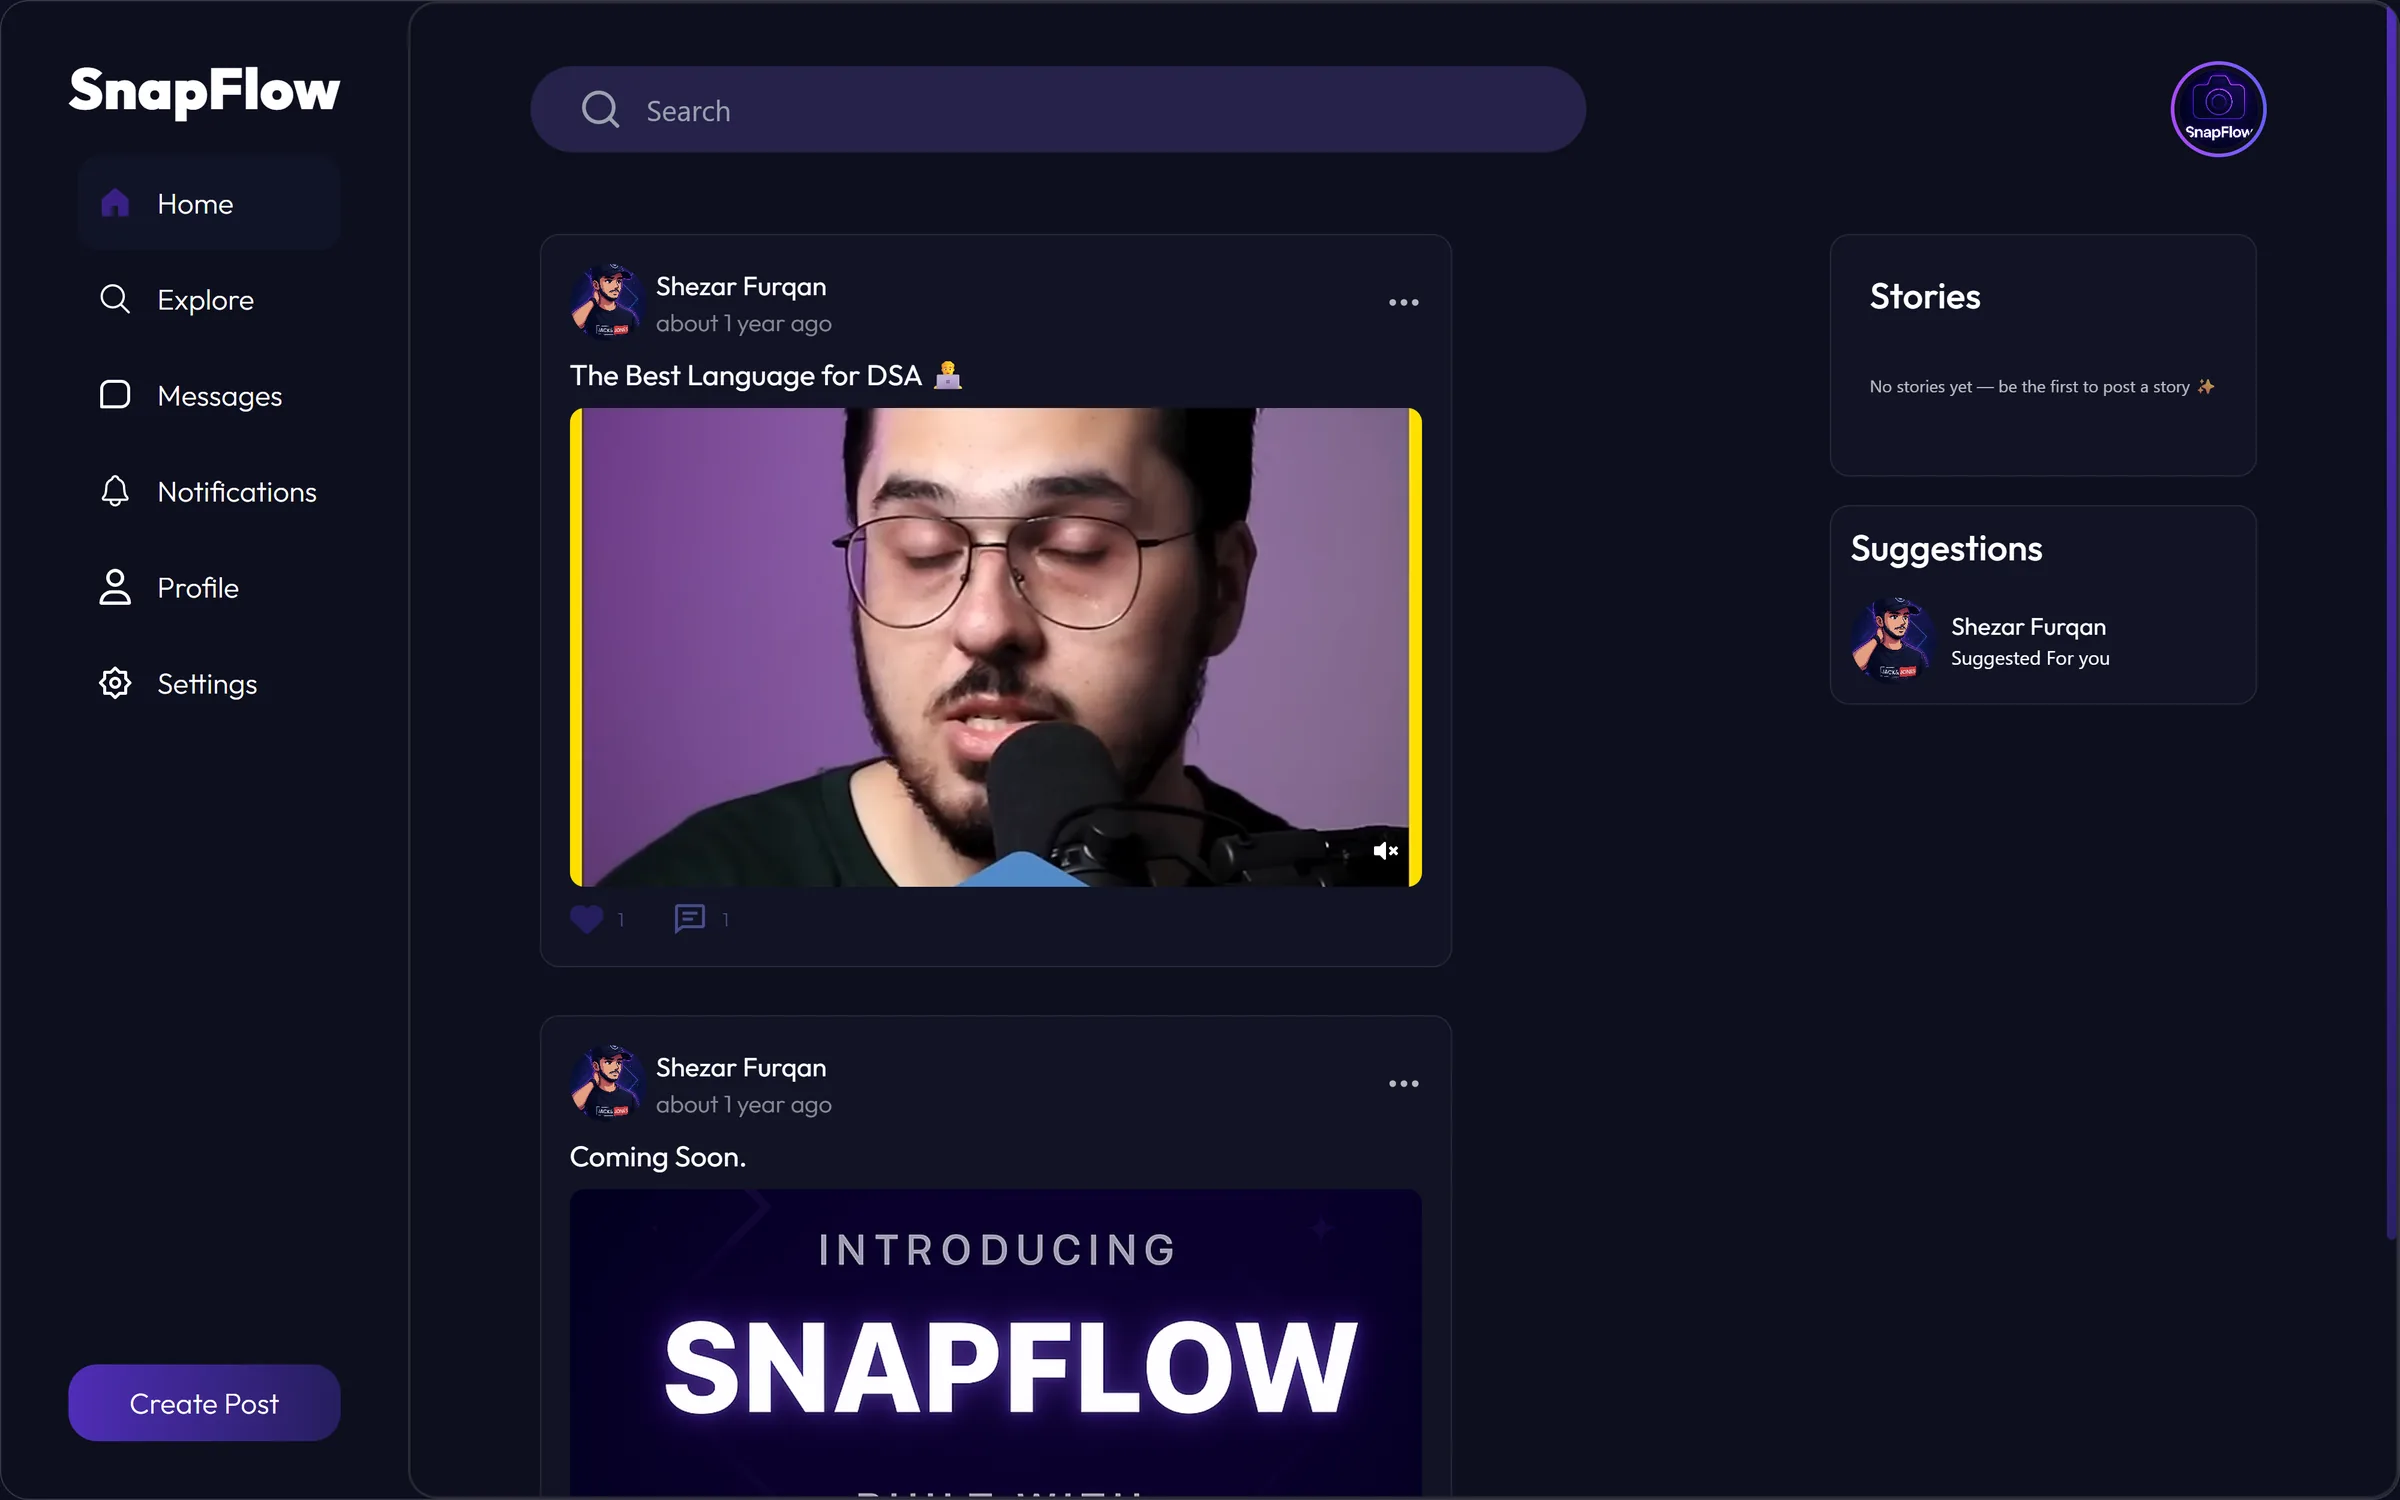 SnapFlow
Home
Explore
Messages
Notifications
Profile
Settings
Create Post
Search
SnapFlow
Shezar Furqan
about 1 year ago
The Best Language for DSA 🧑‍💻
1
1
Shezar Furqan
about 1 year ago
Coming Soon.
INTRODUCING
SNAPFLOW
BUILT WITH
Stories
No stories yet — be the first to post a story ✨
Suggestions
Shezar Furqan
Suggested For you